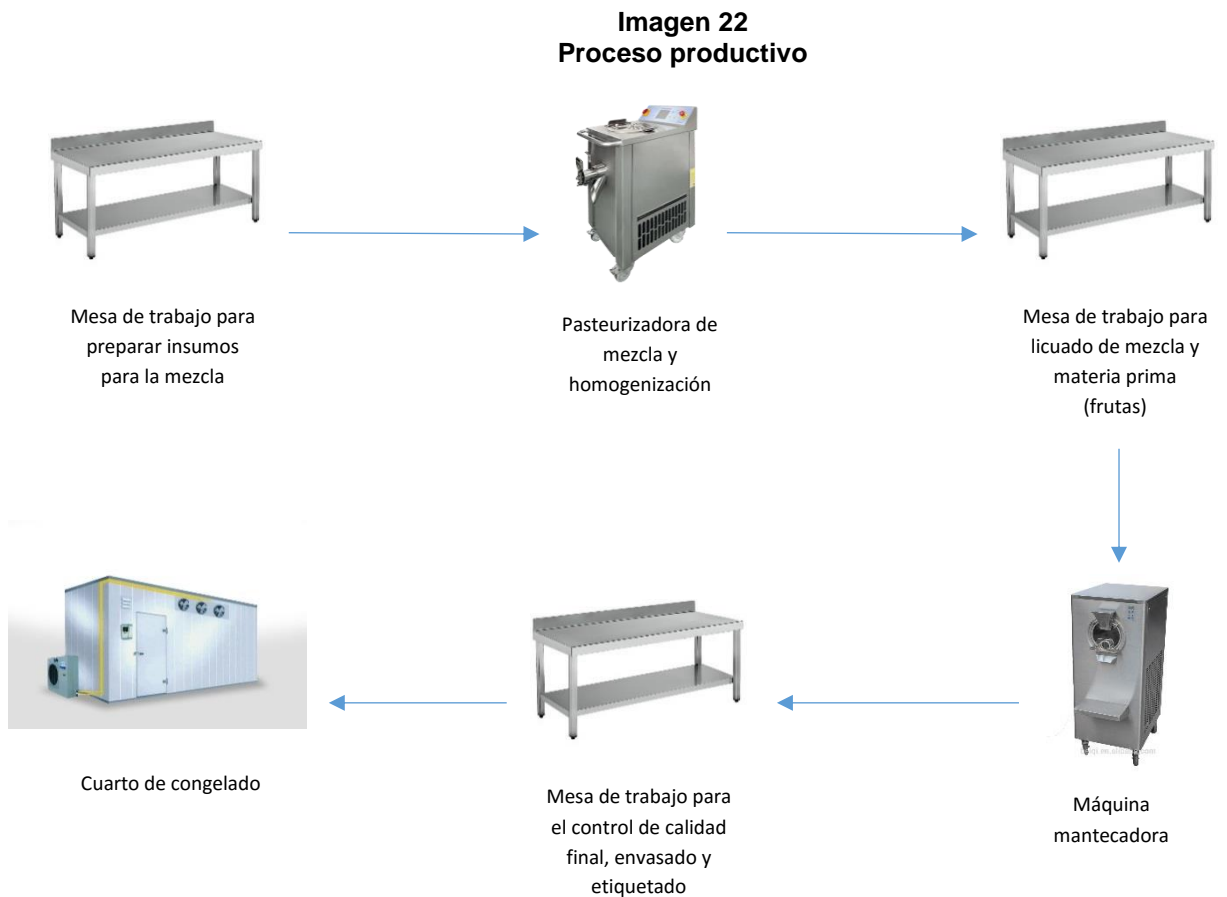 Imagen 22
Proceso productivo
Mesa de trabajo para
preparar insumos
para la mezcla
Pasteurizadora de
mezcla y
homogenización
Mesa de trabajo para
licuado de mezcla y
materia prima
(frutas)
Cuarto de congelado
Mesa de trabajo para
el control de calidad
final, envasado y
etiquetado
Máquina
mantecadora